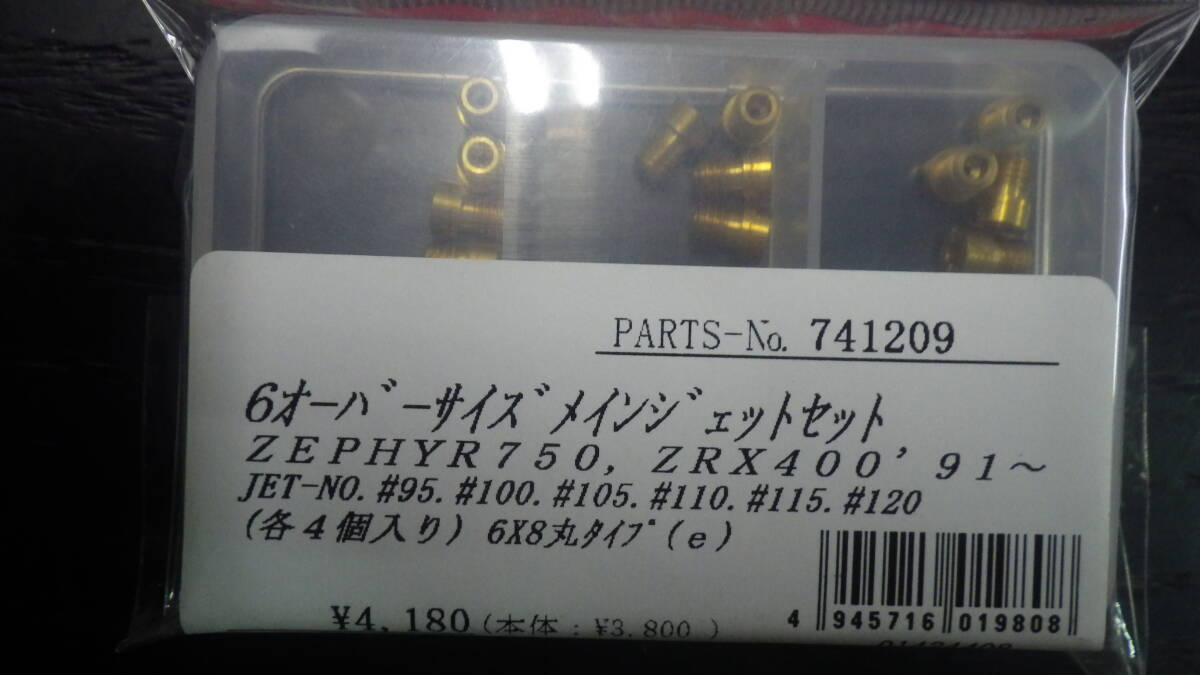 PARTS-No. 741209
6オーバーサイズメインジェットセット
ZEPHYR750, ZRX400'91～
JET-NO. #95. #100. #105. #110. #115. #120
(各4個入り) 6X8丸タイプ(e)
¥4,180(本体:¥3,800 )
4 945716 019808